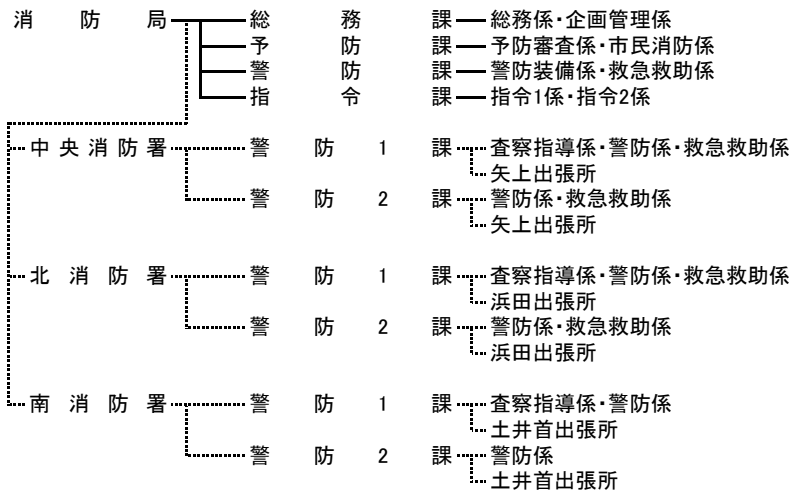 消防局 総務課 総務係・企画管理係
予防課 予防審査係・市民消防係
警防課 警防装備係・救急救助係
指令課 指令1係・指令2係
中央消防署 警防1課 査察指導係・警防係・救急救助係
矢上出張所
警防2課 警防係・救急救助係
矢上出張所
北消防署 警防1課 査察指導係・警防係・救急救助係
浜田出張所
警防2課 警防係・救急救助係
浜田出張所
南消防署 警防1課 査察指導係・警防係
土井首出張所
警防2課 警防係
土井首出張所